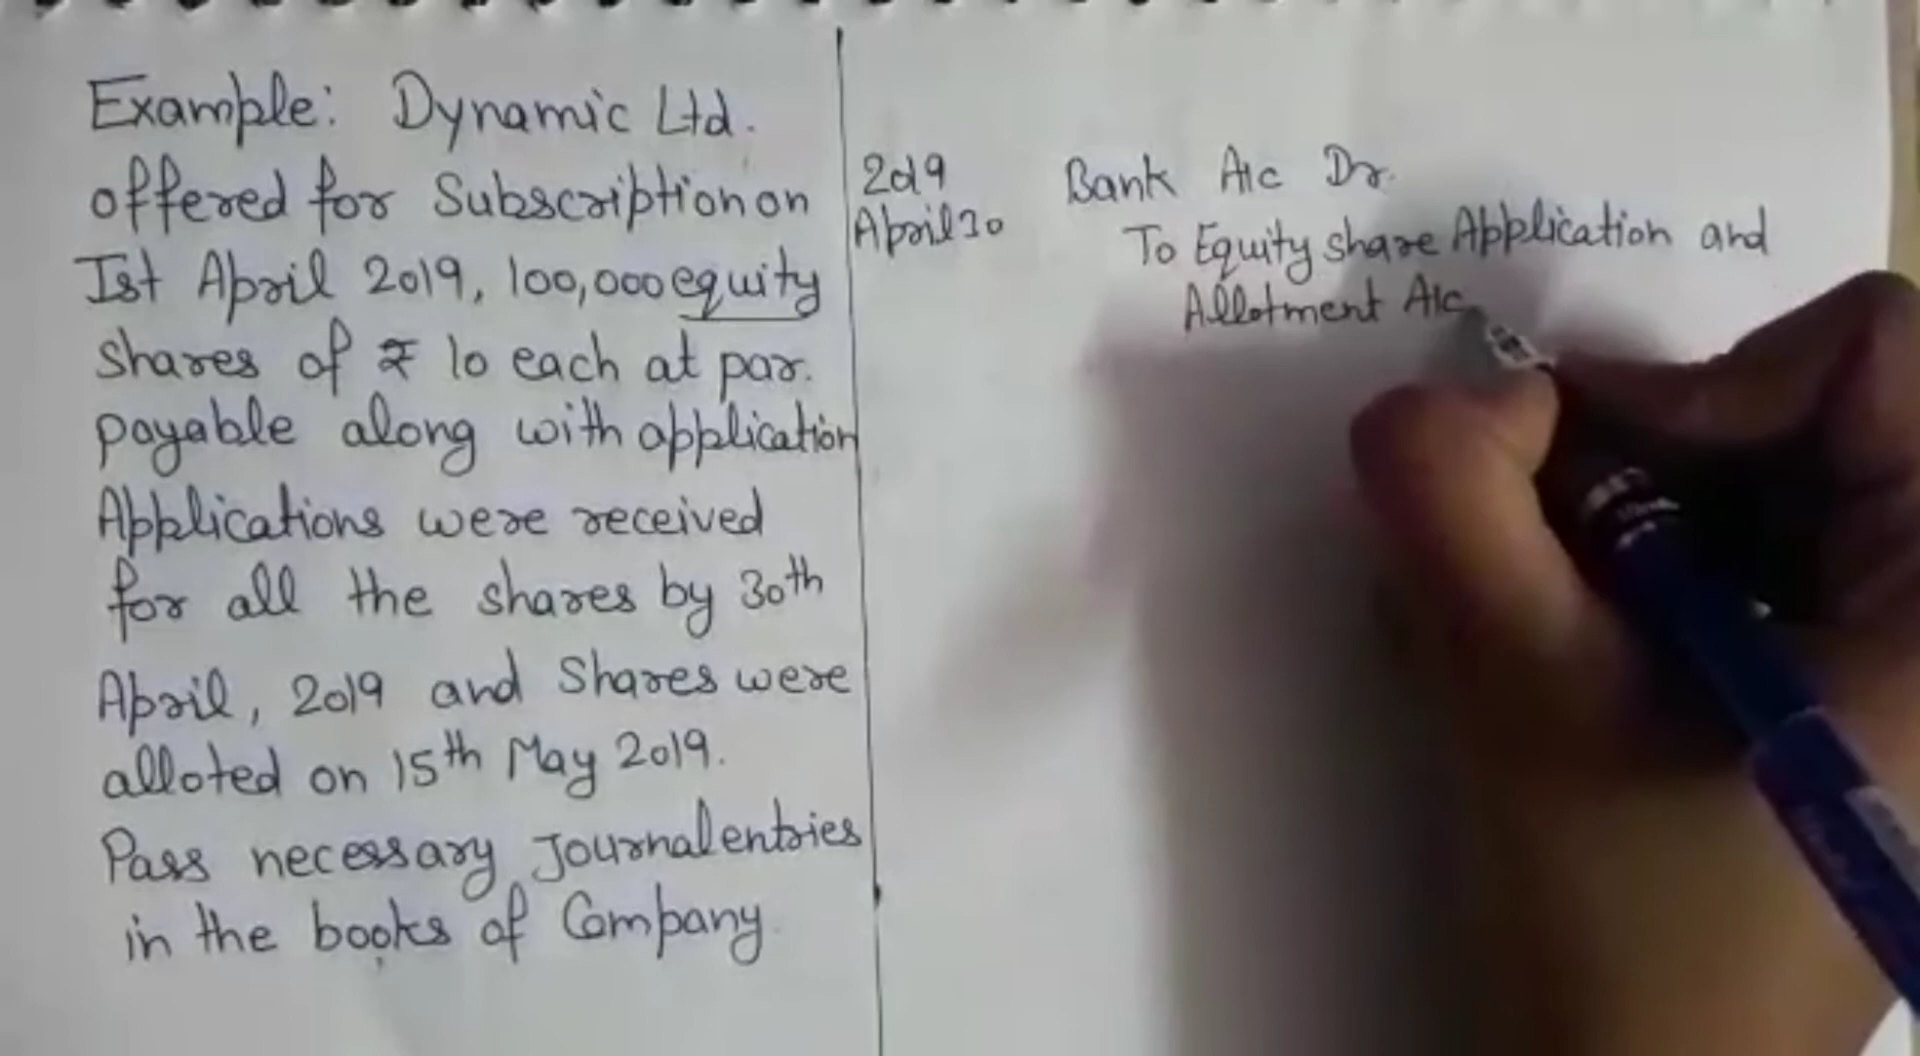 Example: Dynamic Ltd.
offered for Subscription on
Ist April 2019, 100,000 equity
shares of ₹ 10 each at par.
payable along with application
Applications were received
for all the shares by 30th
April, 2019 and Shares were
alloted on 15th May 2019.
Pass necessary Journal entries
in the books of Company.
2019
April 30
Bank A/c Dr.
To Equity share Application and
Allotment A/c